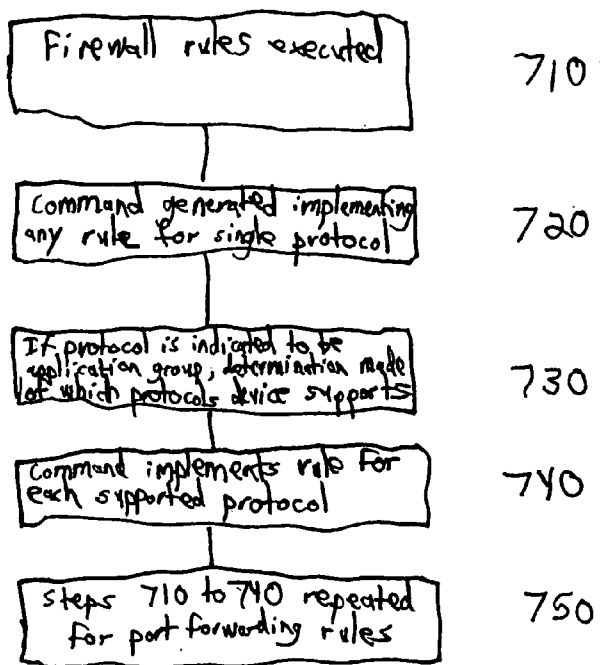 Firewall rules executed
710
Command generated implementing
any rule for single protocol
720
If protocol is indicated to be
application group, determination made
of which protocols device supports
730
Command implements rule for
each supported protocol
740
Steps 710 to 740 repeated
for port forwarding rules
750